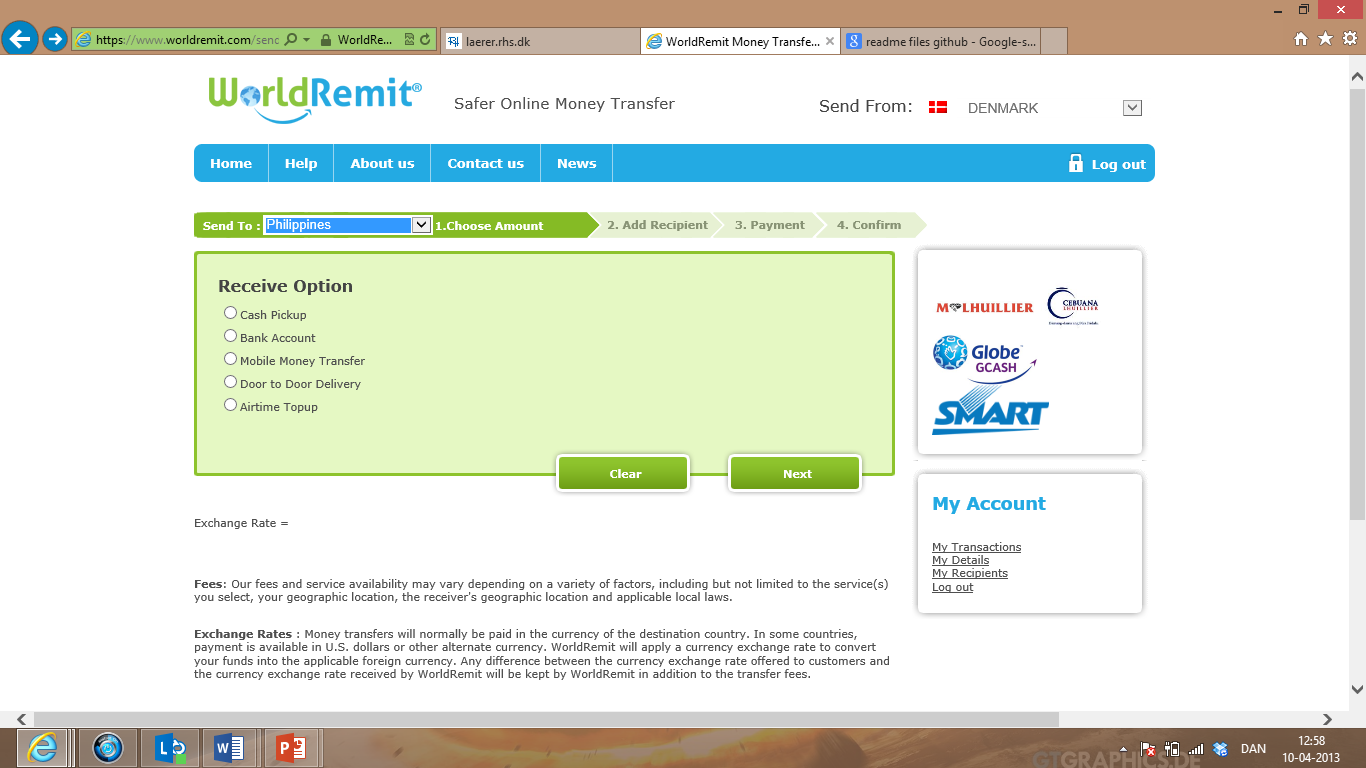 https://www.worldremit.com/senc
WorldRe...
laerer.rhs.dk
WorldRemit Money Transfe...
readme files github - Google-s...
WorldRemit®
Safer Online Money Transfer
Send From:
DENMARK
Home
Help
About us
Contact us
News
Log out
Send To :
Philippines
1.Choose Amount
2. Add Recipient
3. Payment
4. Confirm
Receive Option
Cash Pickup
Bank Account
Mobile Money Transfer
Door to Door Delivery
Airtime Topup
Clear
Next
M LHUILLIER
CEBUANA
LHUILLIER
Globe
GCASH
SMART
My Account
My Transactions
My Details
My Recipients
Log out
Exchange Rate =
Fees: Our fees and service availability may vary depending on a variety of factors, including but not limited to the service(s)
you select, your geographic location, the receiver's geographic location and applicable local laws.
Exchange Rates : Money transfers will normally be paid in the currency of the destination country. In some countries,
payment is available in U.S. dollars or other alternate currency. WorldRemit will apply a currency exchange rate to convert
your funds into the applicable foreign currency. Any difference between the currency exchange rate offered to customers and
the currency exchange rate received by WorldRemit will be kept by WorldRemit in addition to the transfer fees.
GTGRAPHICS.DE
DAN
12:58
10-04-2013